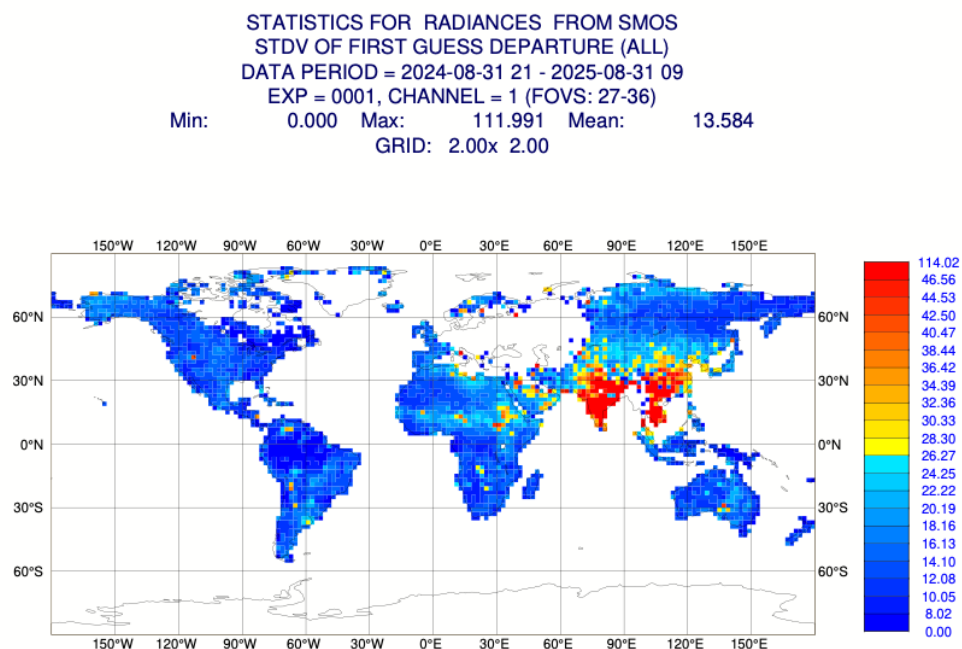 STATISTICS FOR RADIANCES FROM SMOS
STDV OF FIRST GUESS DEPARTURE (ALL)
DATA PERIOD = 2024-08-31 21 - 2025-08-31 09
EXP = 0001, CHANNEL = 1 (FOVS: 27-36)
Min: 0.000 Max: 111.991 Mean: 13.584
GRID: 2.00x 2.00
150°W 120°W 90°W 60°W 30°W 0°E 30°E 60°E 90°E 120°E 150°E
60°N 60°N
30°N 30°N
0°N 0°N
30°S 30°S
60°S 60°S
150°W 120°W 90°W 60°W 30°W 0°E 30°E 60°E 90°E 120°E 150°E
114.02
46.56
44.53
42.50
40.47
38.44
36.42
34.39
32.36
30.33
28.30
26.27
24.25
22.22
20.19
18.16
16.13
14.10
12.08
10.05
8.02
0.00